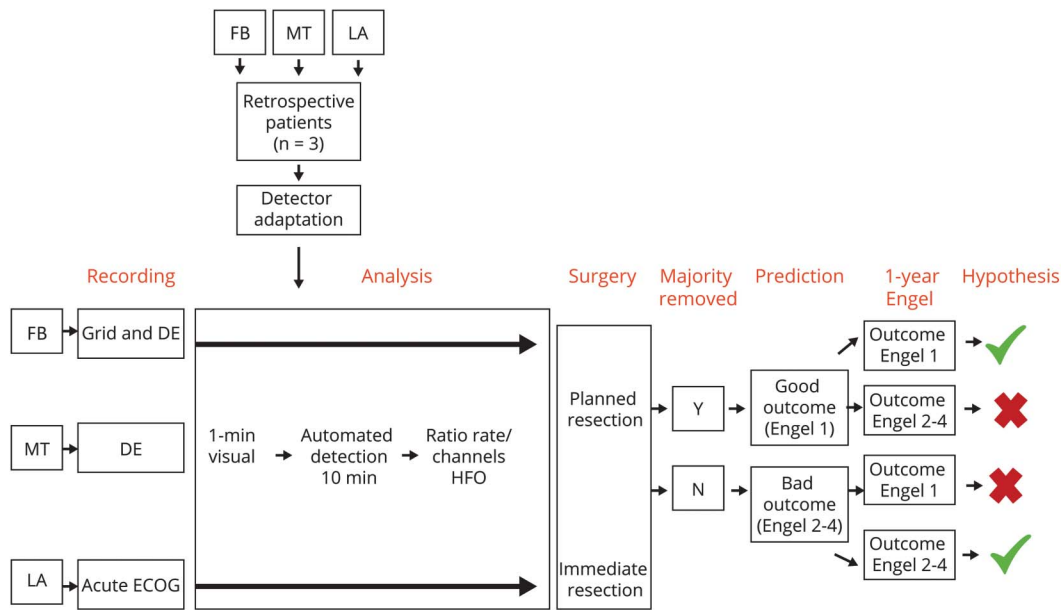 FB
MT
LA
Retrospective
patients
(n = 3)
Detector
adaptation
Recording
Analysis
Surgery
Majority
removed
Prediction
1-year
Engel
Hypothesis
FB
Grid and DE
MT
DE
LA
Acute ECOG
1-min
visual
Automated
detection
10 min
Ratio rate/
channels
HFO
Planned
resection
Immediate
resection
Y
N
Good
outcome
(Engel 1)
Bad
outcome
(Engel 2-4)
Outcome
Engel 1
Outcome
Engel 2-4
Outcome
Engel 1
Outcome
Engel 2-4